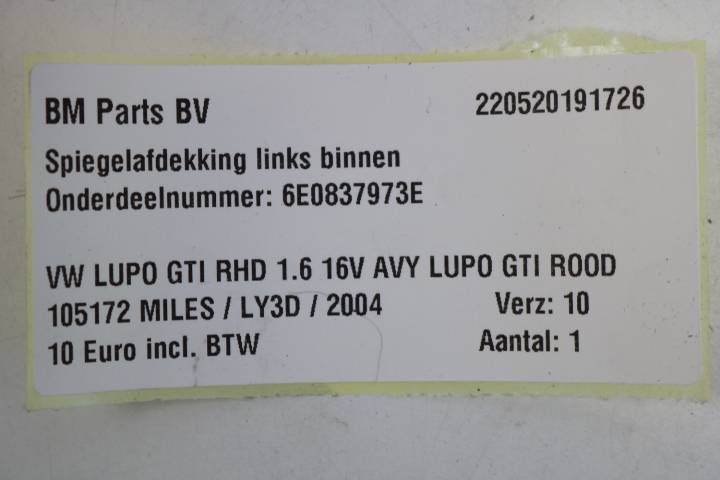 BM Parts BV 220520191726
Spiegelafdekking links binnen
Onderdeelnummer: 6E0837973E
VW LUPO GTI RHD 1.6 16V AVY LUPO GTI ROOD
105172 MILES / LY3D / 2004 Verz: 10
10 Euro incl. BTW Aantal: 1